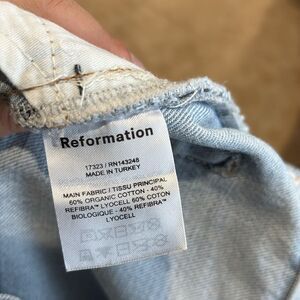 Reformation
17323 / RN143248
MADE IN TURKEY
MAIN FABRIC / TISSU PRINCIPAL
60% ORGANIC COTTON - 40%
REFIBRA™ LYOCELL 60% COTON
BIOLOGIQUE - 40% REFIBRA™
LYOCELL